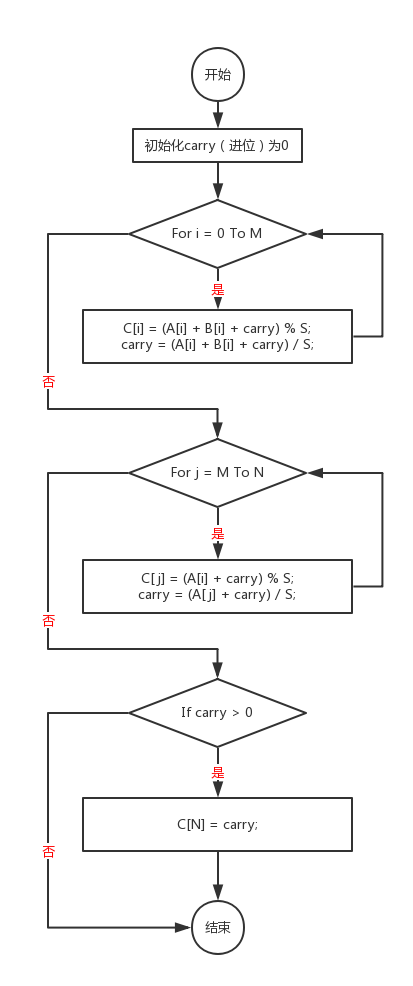 开始
初始化carry（进位）为0
For i = 0 To M
是
C[i] = (A[i] + B[i] + carry) % S;
carry = (A[i] + B[i] + carry) / S;
否
For j = M To N
是
C[j] = (A[i] + carry) % S;
carry = (A[j] + carry) / S;
否
If carry > 0
是
C[N] = carry;
否
结束